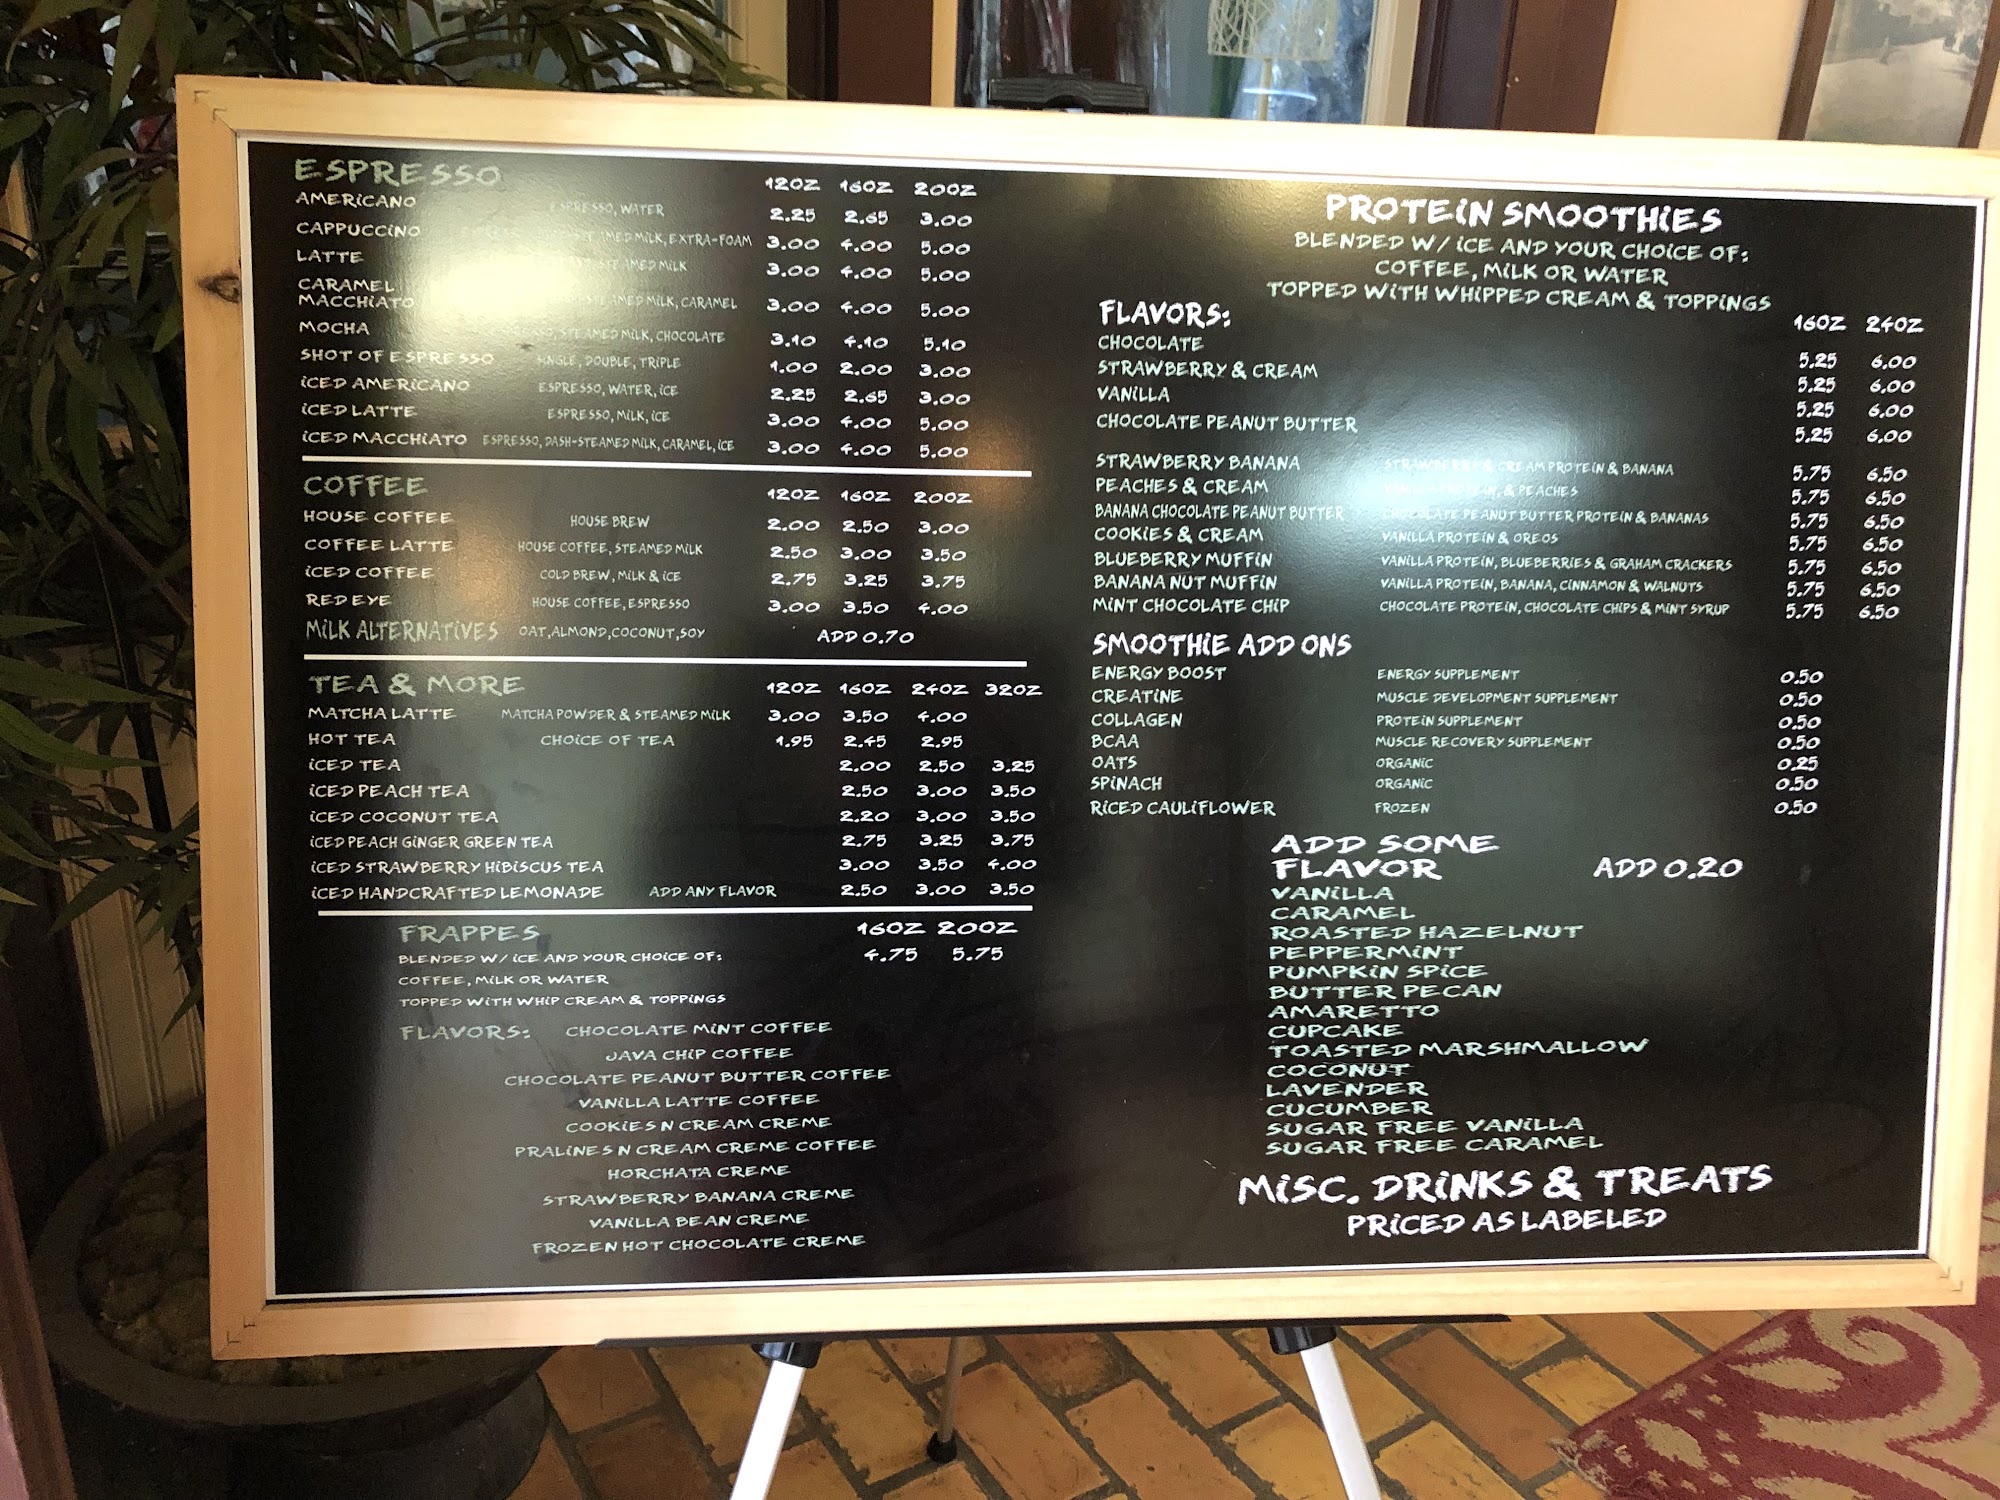 ESPRESSO 12OZ 16OZ 20OZ
AMERICANO ESPRESSO, WATER 2.25 2.65 3.00
CAPPUCCINO STEAMED MILK, EXTRA-FOAM 3.00 4.00 5.00
LATTE STEAMED MILK 3.00 4.00 5.00
CARAMEL
MACCHIATO STEAMED MILK, CARAMEL 3.00 4.00 5.00
MOCHA STEAMED MILK, CHOCOLATE 3.10 4.10 5.10
SHOT OF ESPRESSO SINGLE, DOUBLE, TRIPLE 1.00 2.00 3.00
ICED AMERICANO ESPRESSO, WATER, ICE 2.25 2.65 3.00
ICED LATTE ESPRESSO, MILK, ICE 3.00 4.00 5.00
ICED MACCHIATO ESPRESSO, DASH-STEAMED MILK, CARAMEL, ICE 3.00 4.00 5.00
COFFEE 12OZ 16OZ 20OZ
HOUSE COFFEE HOUSE BREW 2.00 2.50 3.00
COFFEE LATTE HOUSE COFFEE, STEAMED MILK 2.50 3.00 3.50
ICED COFFEE COLD BREW, MILK & ICE 2.75 3.25 3.75
RED EYE HOUSE COFFEE, ESPRESSO 3.00 3.50 4.00
MILK ALTERNATIVES OAT, ALMOND, COCONUT, SOY ADD 0.70
TEA & MORE 12OZ 16OZ 24OZ 32OZ
MATCHA LATTE MATCHA POWDER & STEAMED MILK 3.00 3.50 4.00
HOT TEA CHOICE OF TEA 1.95 2.45 2.95
ICED TEA 2.00 2.50 3.25
ICED PEACH TEA 2.50 3.00 3.50
ICED COCONUT TEA 2.20 3.00 3.50
ICED PEACH GINGER GREEN TEA 2.75 3.25 3.75
ICED STRAWBERRY HIBISCUS TEA 3.00 3.50 4.00
ICED HANDCRAFTED LEMONADE ADD ANY FLAVOR 2.50 3.00 3.50
FRAPPES 16OZ 20OZ
BLENDED W/ ICE AND YOUR CHOICE OF: 4.75 5.75
COFFEE, MILK OR WATER
TOPPED WITH WHIP CREAM & TOPPINGS
FLAVORS: CHOCOLATE MINT COFFEE
JAVA CHIP COFFEE
CHOCOLATE PEANUT BUTTER COFFEE
VANILLA LATTE COFFEE
COOKIES N CREAM CREME
PRALINES N CREAM CREME COFFEE
HORCHATA CREME
STRAWBERRY BANANA CREME
VANILLA BEAN CREME
FROZEN HOT CHOCOLATE CREME
PROTEIN SMOOTHIES
BLENDED W/ ICE AND YOUR CHOICE OF:
COFFEE, MILK OR WATER
TOPPED WITH WHIPPED CREAM & TOPPINGS
FLAVORS: 16OZ 24OZ
CHOCOLATE 5.25 6.00
STRAWBERRY & CREAM 5.25 6.00
VANILLA 5.25 6.00
CHOCOLATE PEANUT BUTTER 5.25 6.00
STRAWBERRY BANANA STRAWBERRY & CREAM PROTEIN & BANANA 5.75 6.50
PEACHES & CREAM VANILLA PROTEIN, & PEACHES 5.75 6.50
BANANA CHOCOLATE PEANUT BUTTER CHOCOLATE PEANUT BUTTER PROTEIN & BANANAS 5.75 6.50
COOKIES & CREAM VANILLA PROTEIN & OREOS 5.75 6.50
BLUEBERRY MUFFIN VANILLA PROTEIN, BLUEBERRIES & GRAHAM CRACKERS 5.75 6.50
BANANA NUT MUFFIN VANILLA PROTEIN, BANANA, CINNAMON & WALNUTS 5.75 6.50
MINT CHOCOLATE CHIP CHOCOLATE PROTEIN, CHOCOLATE CHIPS & MINT SYRUP 5.75 6.50
SMOOTHIE ADD ONS
ENERGY BOOST ENERGY SUPPLEMENT 0.50
CREATINE MUSCLE DEVELOPMENT SUPPLEMENT 0.50
COLLAGEN PROTEIN SUPPLEMENT 0.50
BCAA MUSCLE RECOVERY SUPPLEMENT 0.50
OATS ORGANIC 0.25
SPINACH ORGANIC 0.50
RICED CAULIFLOWER FROZEN 0.50
ADD SOME
FLAVOR ADD 0.20
VANILLA
CARAMEL
ROASTED HAZELNUT
PEPPERMINT
PUMPKIN SPICE
BUTTER PECAN
AMARETTO
CUPCAKE
TOASTED MARSHMALLOW
COCONUT
LAVENDER
CUCUMBER
SUGAR FREE VANILLA
SUGAR FREE CARAMEL
MISC. DRINKS & TREATS
PRICED AS LABELED